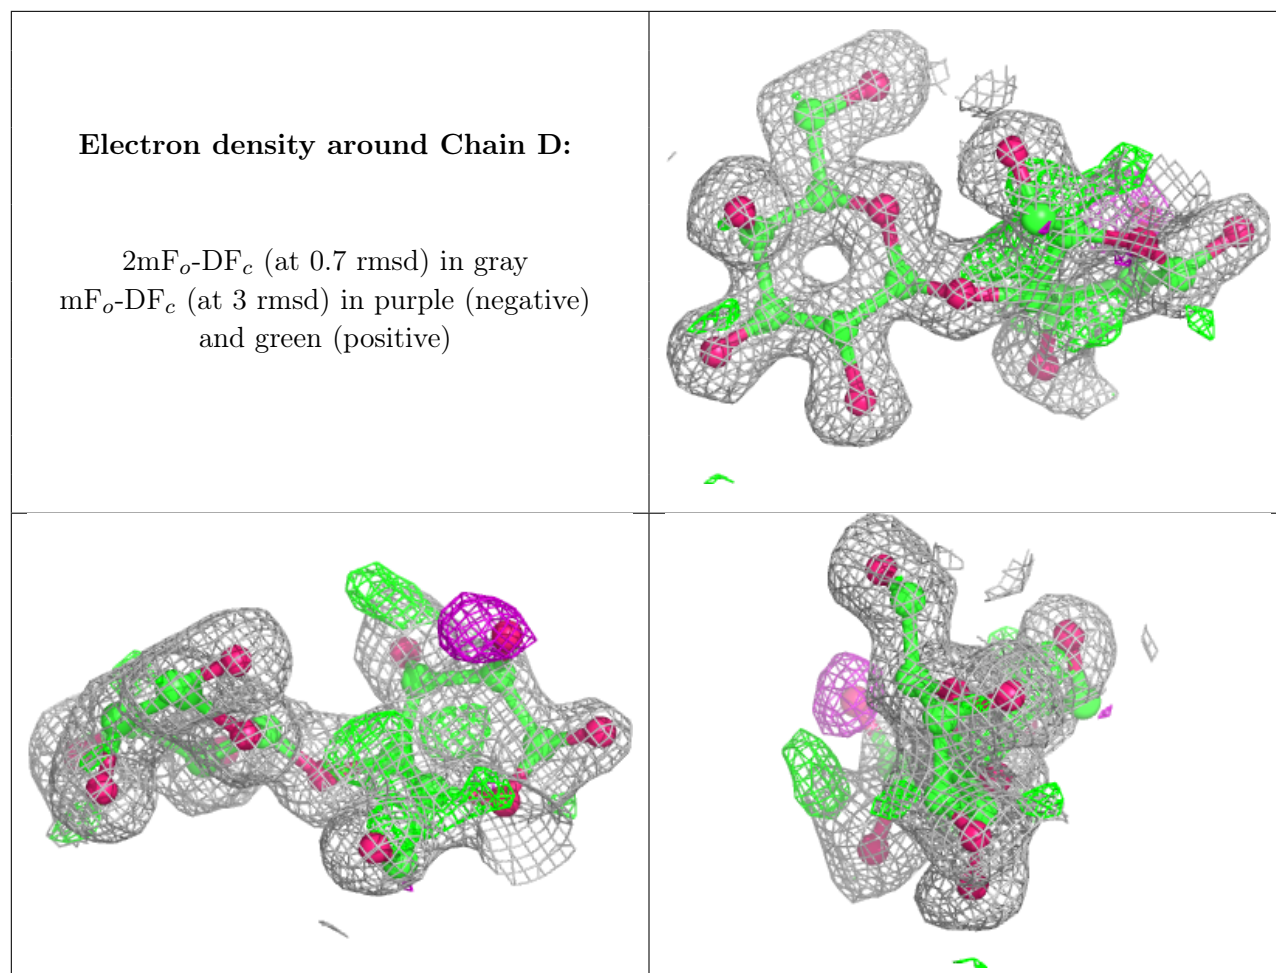 Electron density around Chain D:
2mFo-DFc (at 0.7 rmsd) in gray
mFo-DFc (at 3 rmsd) in purple (negative)
and green (positive)